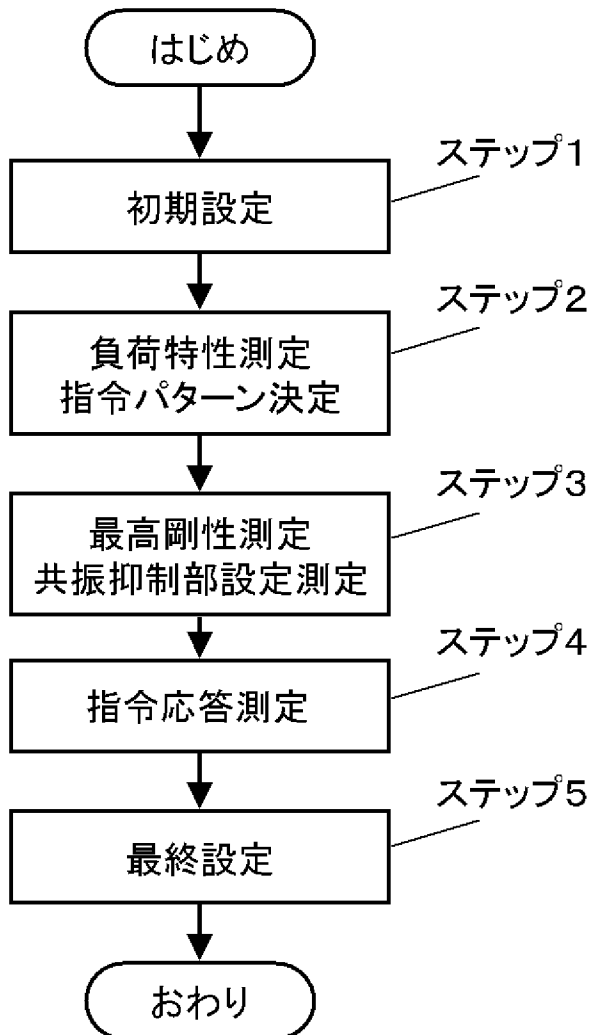 はじめ
ステップ1
初期設定
ステップ2
負荷特性測定
指令パターン決定
ステップ3
最高剛性測定
共振抑制部設定測定
ステップ4
指令応答測定
ステップ5
最終設定
おわり